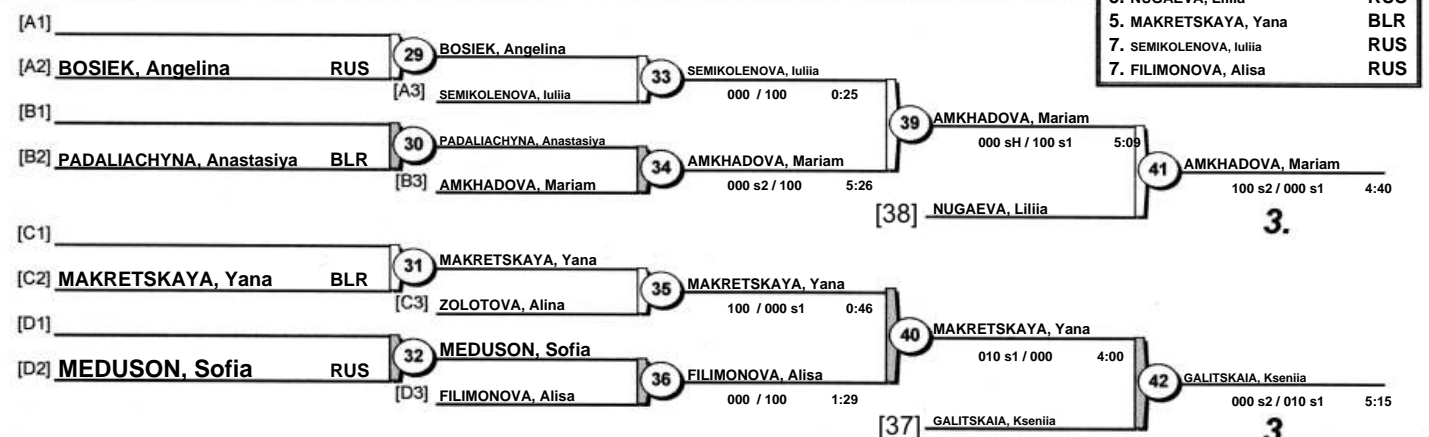 5. NUGAEVA, Liliia RUS
5. MAKRETSKAYA, Yana BLR
7. SEMIKOLENOVA, Iuliia RUS
7. FILIMONOVA, Alisa RUS
[A1]
[A2] BOSIEK, Angelina RUS
29 BOSIEK, Angelina
[A3] SEMIKOLENOVA, Iuliia
33 SEMIKOLENOVA, Iuliia
000 / 100 0:25
[B1]
[B2] PADALIACHYNA, Anastasiya BLR
30 PADALIACHYNA, Anastasiya
[B3] AMKHADOVA, Mariam
34 AMKHADOVA, Mariam
000 s2 / 100 5:26
39 AMKHADOVA, Mariam
000 sH / 100 s1 5:09
[38] NUGAEVA, Liliia
41 AMKHADOVA, Mariam
100 s2 / 000 s1 4:40
3.
[C1]
[C2] MAKRETSKAYA, Yana BLR
31 MAKRETSKAYA, Yana
[C3] ZOLOTOVA, Alina
35 MAKRETSKAYA, Yana
100 / 000 s1 0:46
[D1]
[D2] MEDUSON, Sofia RUS
32 MEDUSON, Sofia
[D3] FILIMONOVA, Alisa
36 FILIMONOVA, Alisa
000 / 100 1:29
40 MAKRETSKAYA, Yana
010 s1 / 000 4:00
[37] GALITSKAIA, Kseniia
42 GALITSKAIA, Kseniia
000 s2 / 010 s1 5:15
3